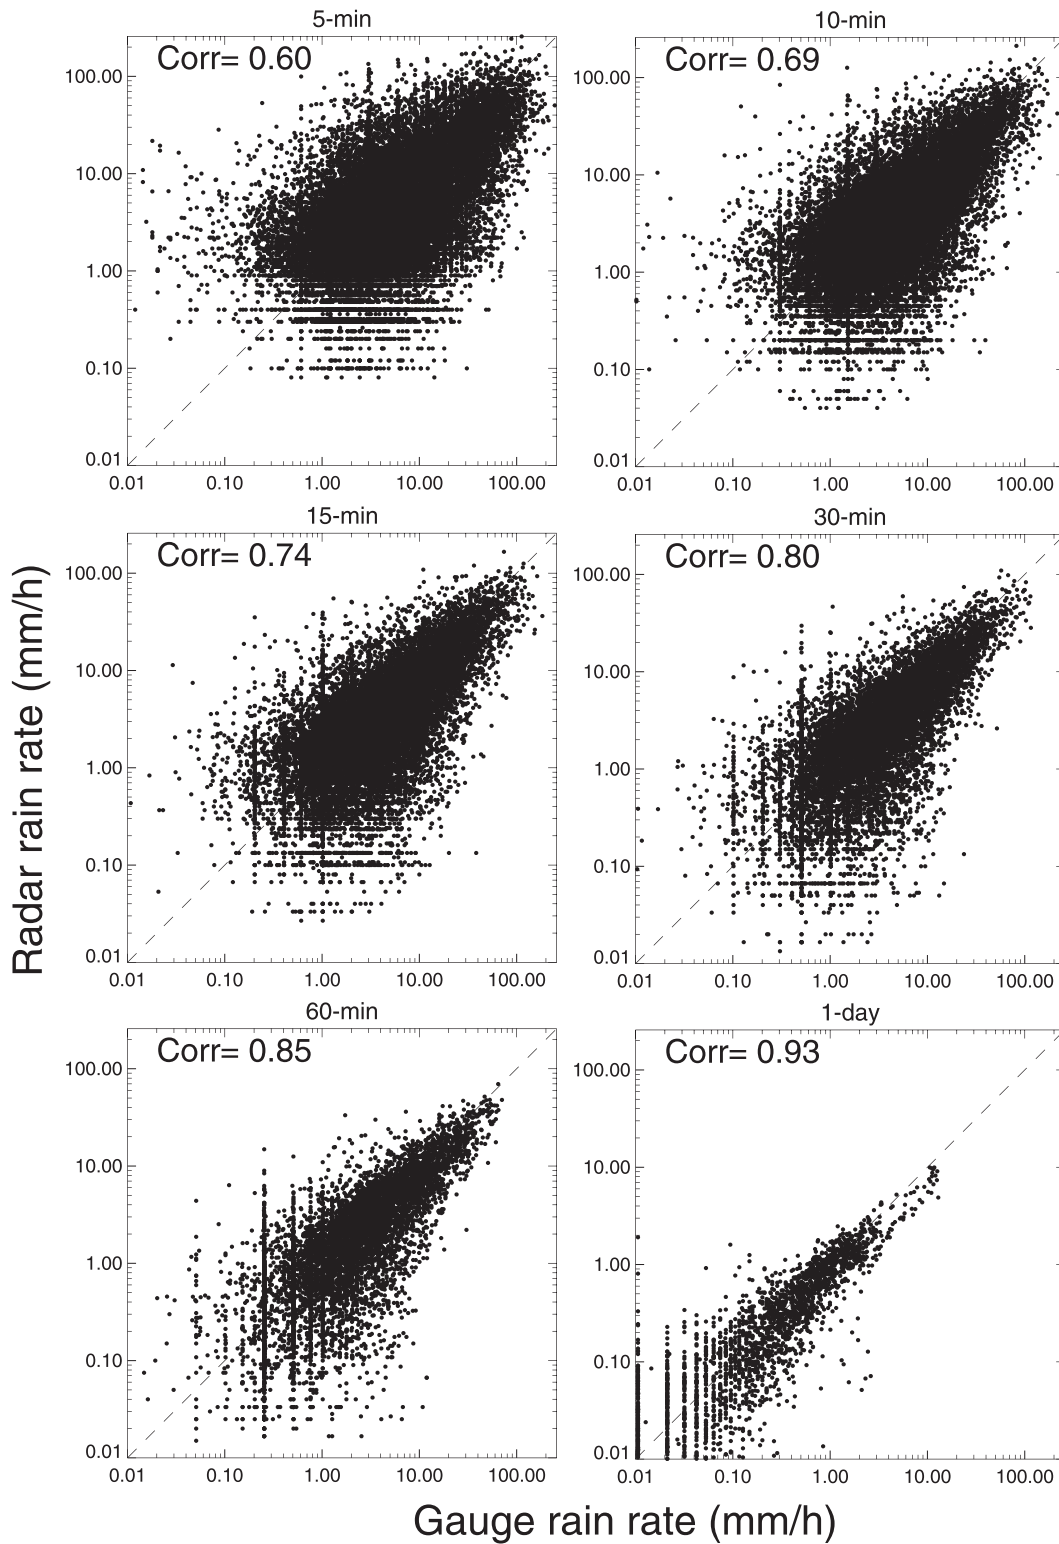 5-min
Corr= 0.60
100.00
10.00
1.00
0.10
0.01
0.01 0.10 1.00 10.00 100.00
10-min
Corr= 0.69
100.00
10.00
1.00
0.10
0.01
0.01 0.10 1.00 10.00 100.00
15-min
Corr= 0.74
100.00
10.00
1.00
0.10
0.01
0.01 0.10 1.00 10.00 100.00
30-min
Corr= 0.80
100.00
10.00
1.00
0.10
0.01
0.01 0.10 1.00 10.00 100.00
Radar rain rate (mm/h)
60-min
Corr= 0.85
100.00
10.00
1.00
0.10
0.01
0.01 0.10 1.00 10.00 100.00
1-day
Corr= 0.93
100.00
10.00
1.00
0.10
0.01
0.01 0.10 1.00 10.00 100.00
Gauge rain rate (mm/h)